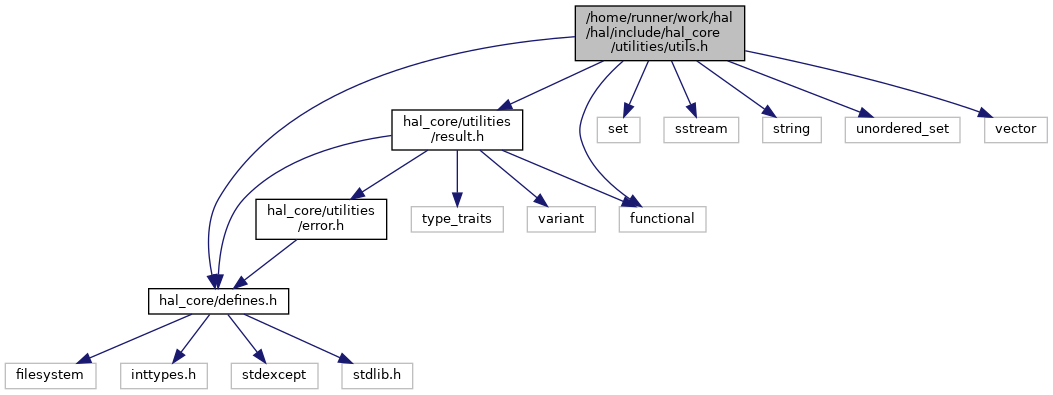 /home/runner/work/hal
/hal/include/hal_core
/utilities/utils.h
hal_core/utilities
/result.h
set
sstream
string
unordered_set
vector
hal_core/utilities
/error.h
type_traits
variant
functional
hal_core/defines.h
filesystem
inttypes.h
stdexcept
stdlib.h